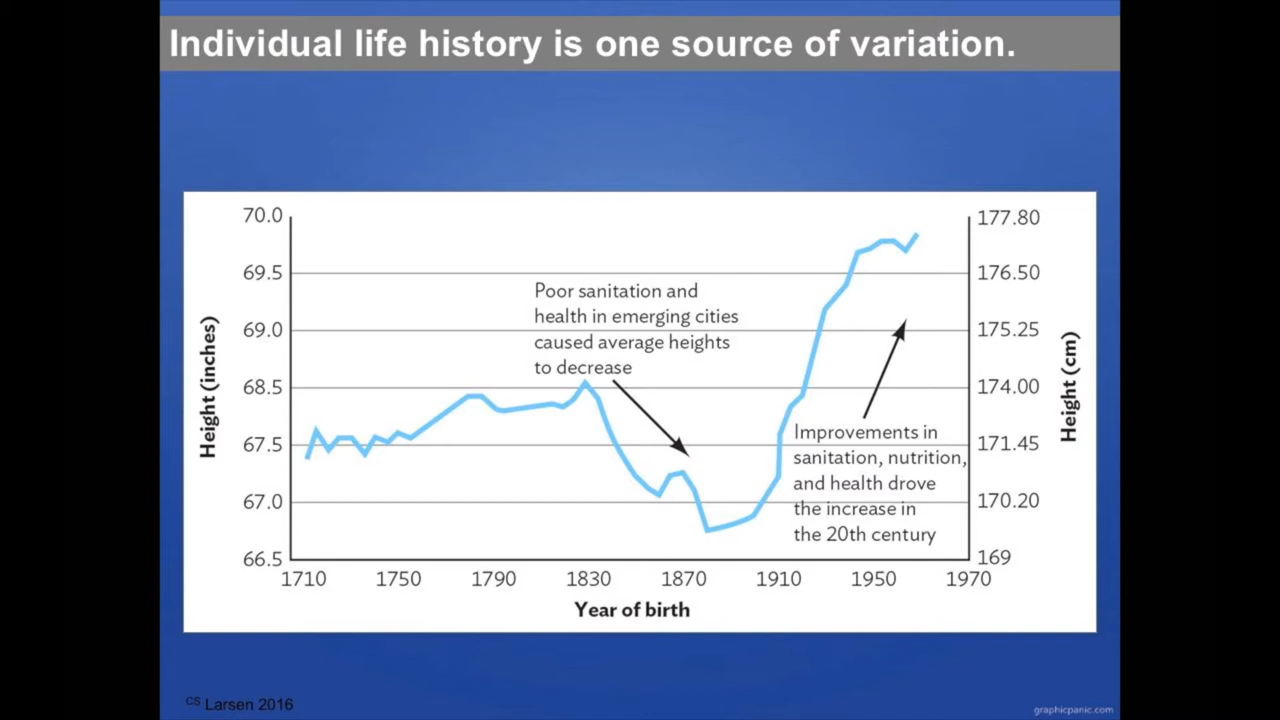 Individual life history is one source of variation.
70.0
177.80
Poor sanitation and
health in emerging cities
caused average heights
to decrease
69.5
176.50
69.0
175.25
68.5
174.00
Height (inches)
Height (cm)
67.5
171.45
Improvements in
sanitation, nutrition,
and health drove
the increase in
the 20th century
67.0
170.20
66.5
169
1710 1750 1790 1830 1870 1910 1950 1970
Year of birth
CS Larsen 2016
graphicpanic.com